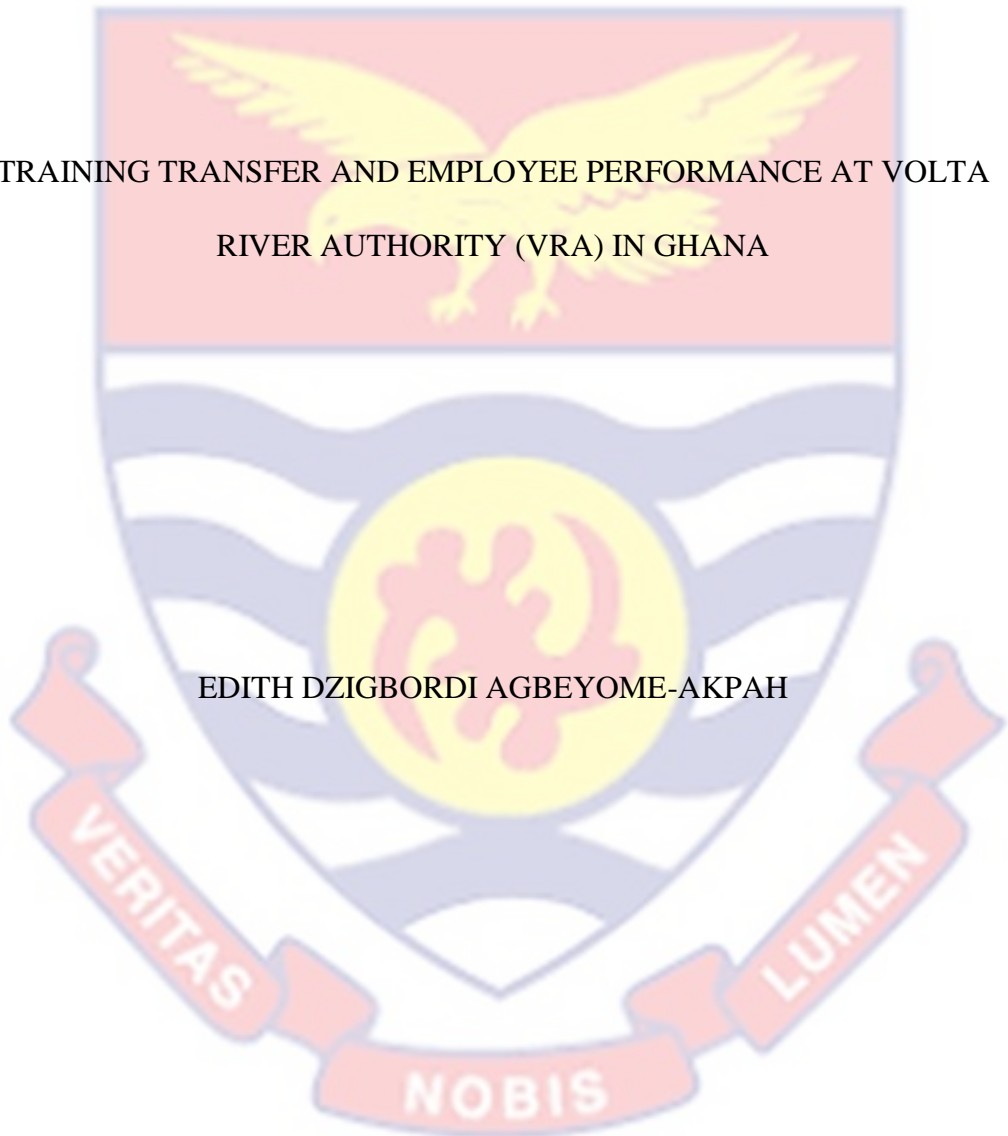 TRAINING TRANSFER AND EMPLOYEE PERFORMANCE AT VOLTA
RIVER AUTHORITY (VRA) IN GHANA
EDITH DZIGBORDI AGBEYOME-AKPAH
VERITAS
NOBIS
LUMEN